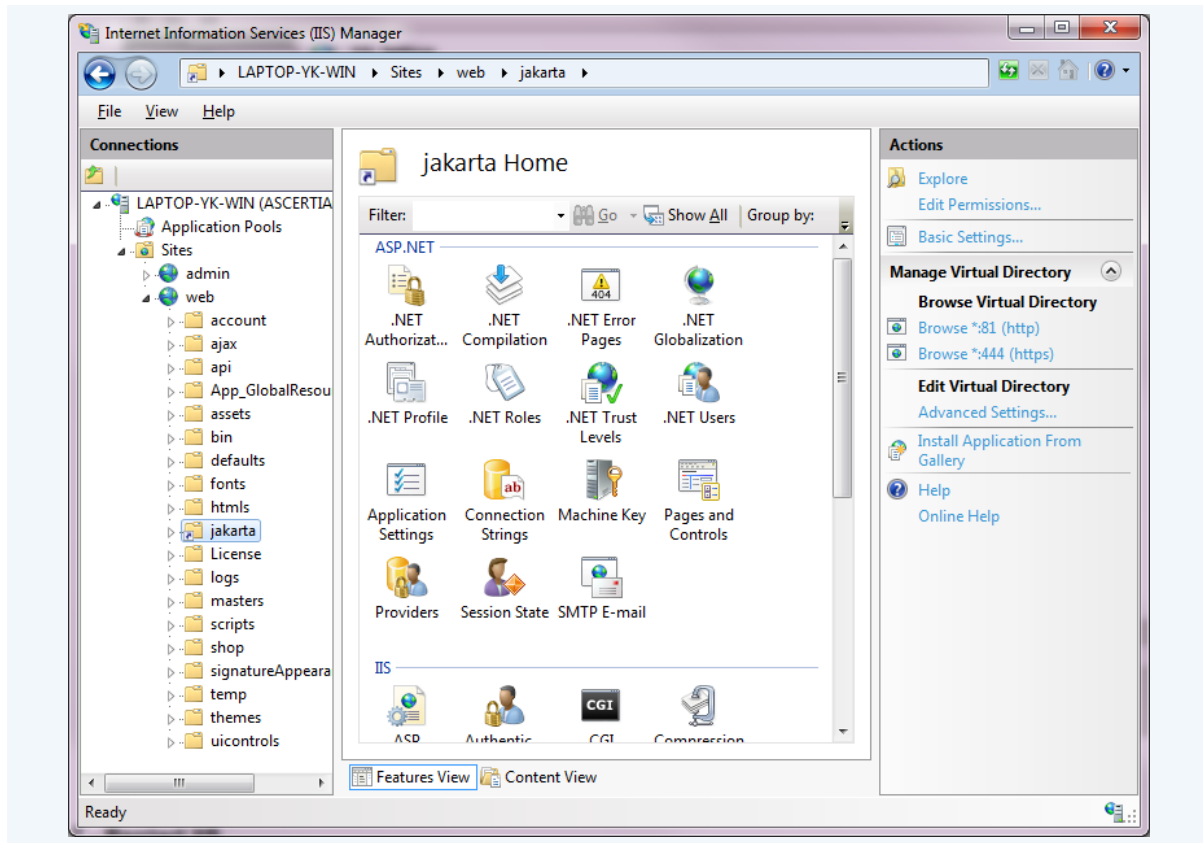 Internet Information Services (IIS) Manager
LAPTOP-YK-WIN
Sites
web
jakarta
File View Help
Connections
LAPTOP-YK-WIN (ASCERTIA
Application Pools
Sites
admin
web
account
ajax
api
App_GlobalResou
assets
bin
defaults
fonts
htmls
jakarta
License
logs
masters
scripts
shop
signatureAppeara
temp
themes
uicontrols
jakarta Home
Filter: Go Show All Group by:
ASP.NET
.NET Authorizat...
.NET Compilation
404
.NET Error Pages
.NET Globalization
.NET Profile
.NET Roles
.NET Trust Levels
.NET Users
Application Settings
ab
Connection Strings
Machine Key
Pages and Controls
Providers
Session State
SMTP E-mail
IIS
ASP
Authentic
CGI
CGI
Compression
Features View Content View
Actions
Explore
Edit Permissions...
Basic Settings...
Manage Virtual Directory
Browse Virtual Directory
Browse *:81 (http)
Browse *:444 (https)
Edit Virtual Directory
Advanced Settings...
Install Application From
Gallery
Help
Online Help
Ready